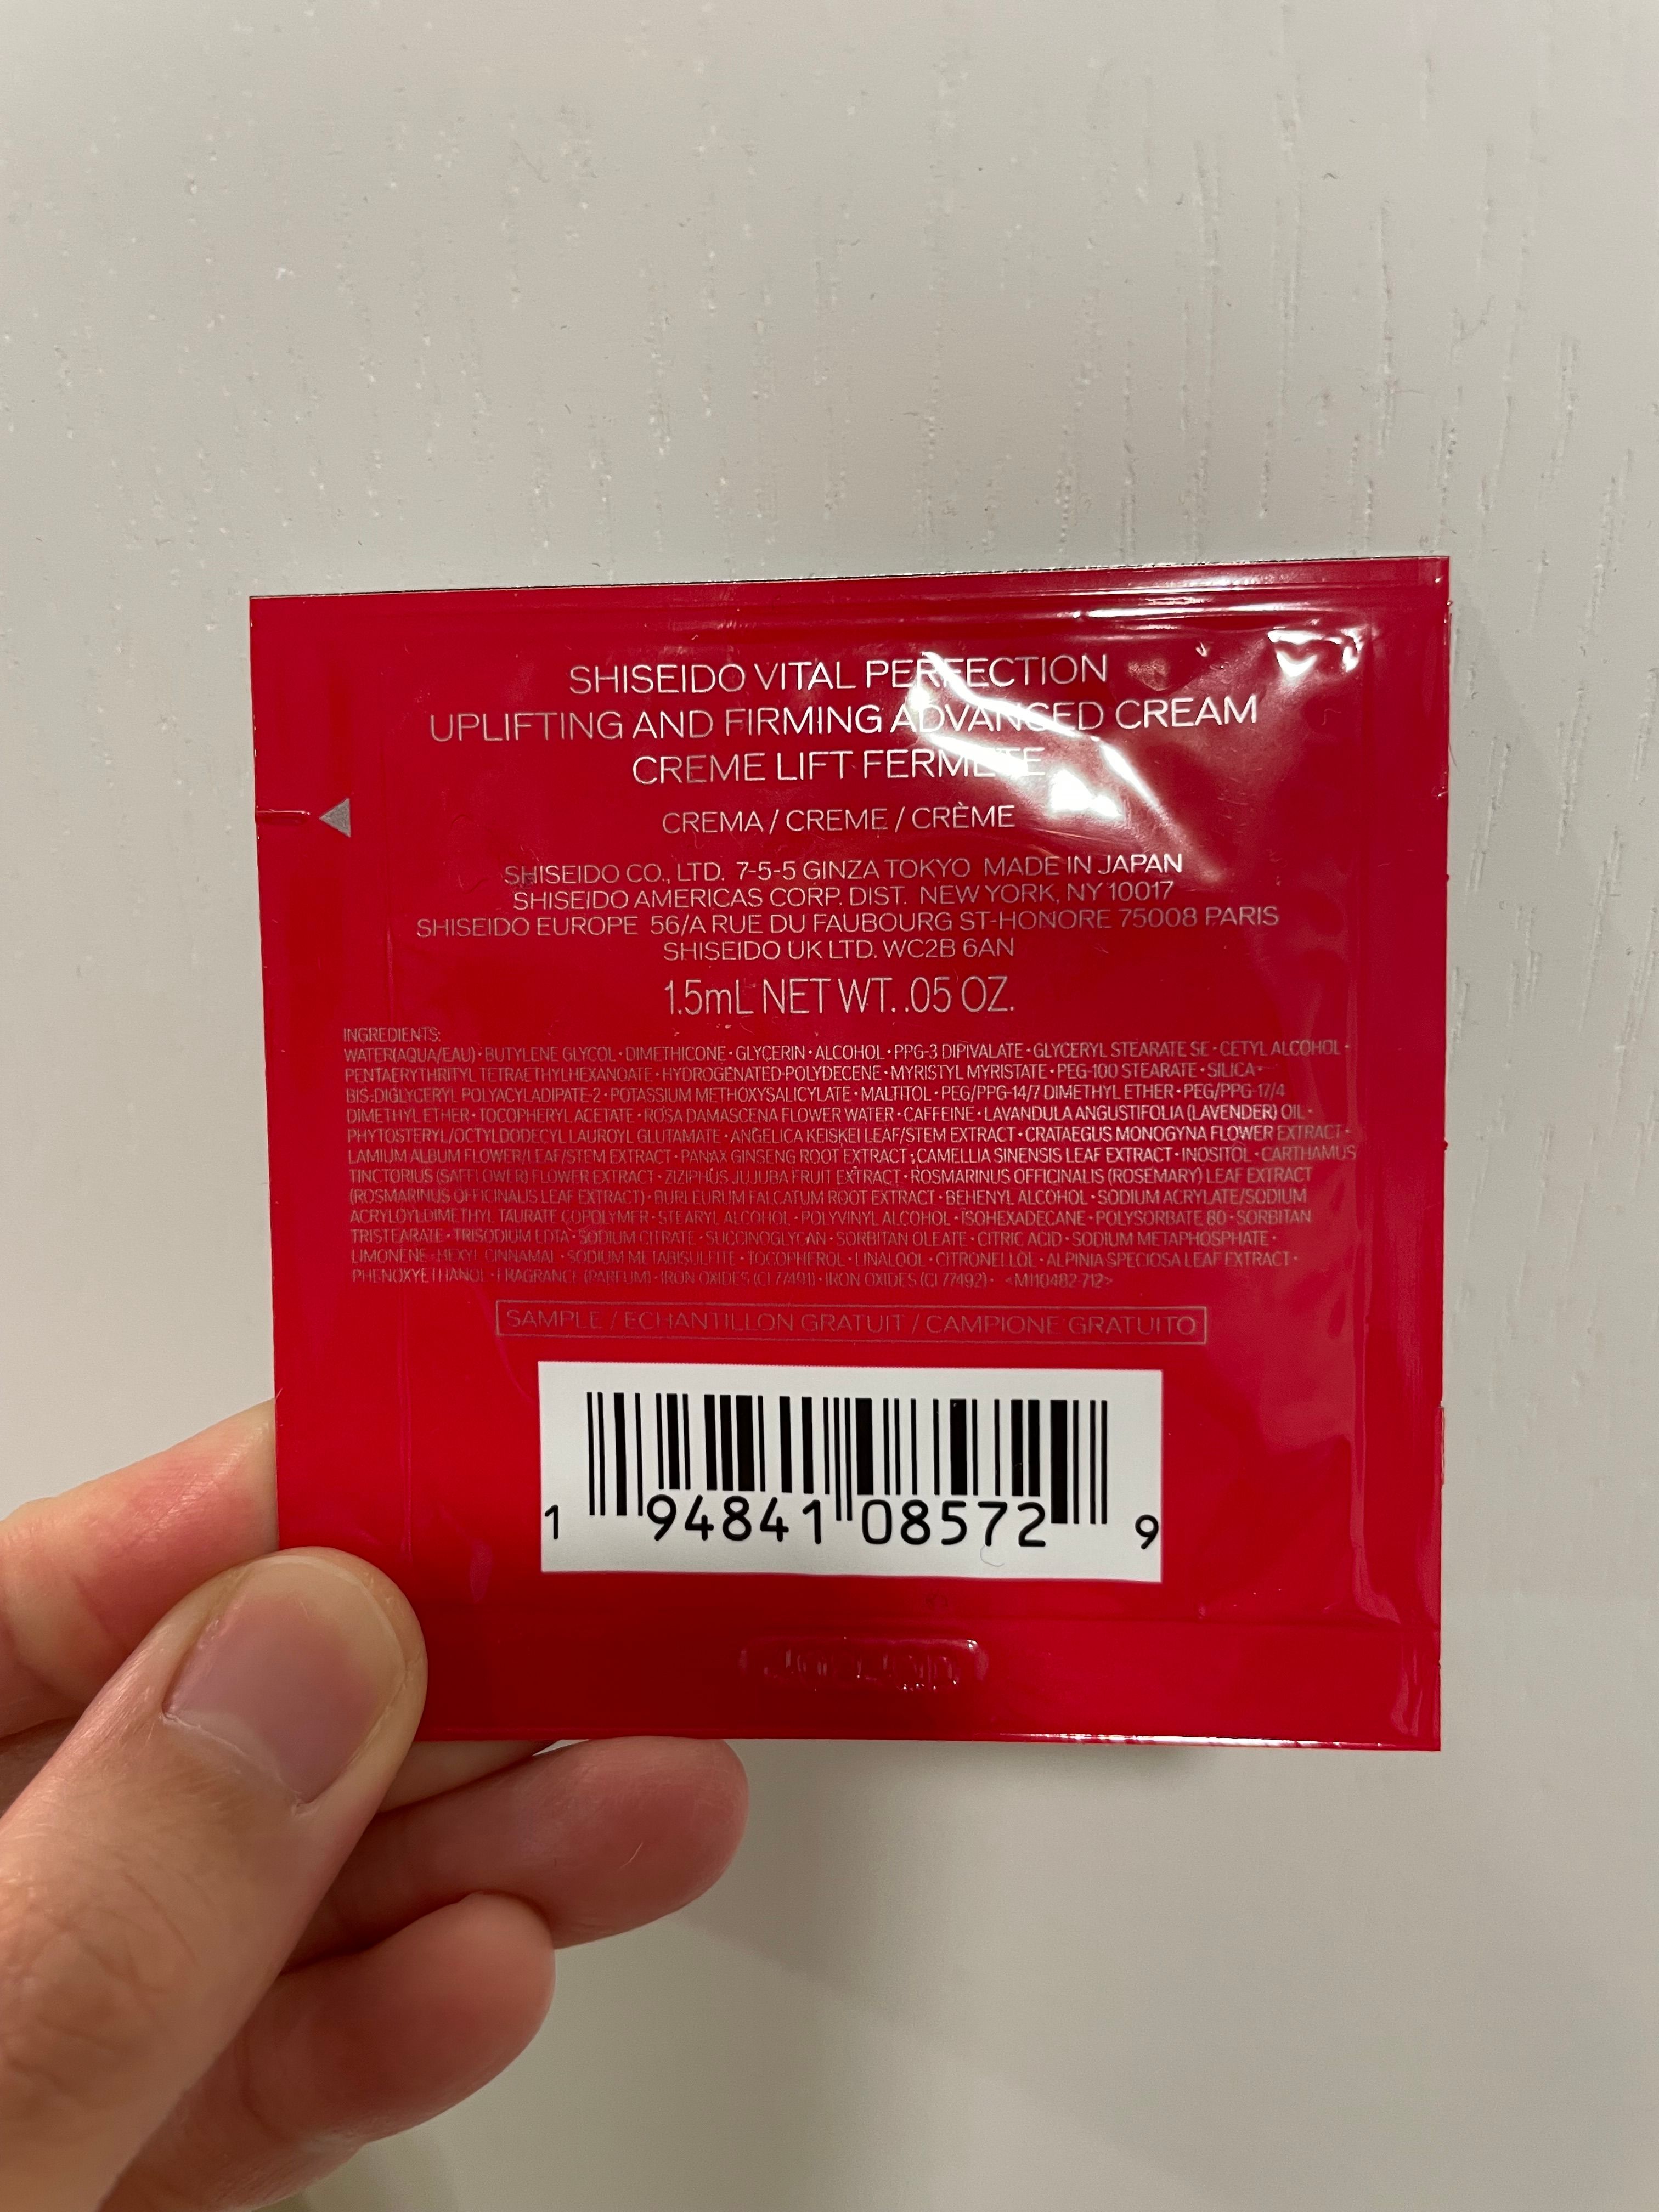 SHISEIDO VITAL PERFECTION
UPLIFTING AND FIRMING ADVANCED CREAM
CREME LIFT FERMETE
CREMA / CREME / CRÈME
SHISEIDO CO., LTD. 7-5-5 GINZA TOKYO MADE IN JAPAN
SHISEIDO AMERICAS CORP. DIST. NEW YORK, NY 10017
SHISEIDO EUROPE 56/A RUE DU FAUBOURG ST-HONORE 75008 PARIS
SHISEIDO UK LTD. WC2B 6AN
1.5mL NET WT. .05 OZ.
INGREDIENTS:
WATER(AQUA/EAU)·BUTYLENE GLYCOL·DIMETHICONE·GLYCERIN·ALCOHOL·PPG-3 DIPIVALATE·GLYCERYL STEARATE SE·CETYL ALCOHOL·
PENTAERYTHRITYL TETRAETHYLHEXANOATE·HYDROGENATED POLYDECENE·MYRISTYL MYRISTATE·PEG-100 STEARATE·SILICA·
BIS-DIGLYCERYL POLYACYLADIPATE-2·POTASSIUM METHOXYSALICYLATE·MALTITOL·PEG/PPG-14/7 DIMETHYL ETHER·PEG/PPG-17/4
DIMETHYL ETHER·TOCOPHERYL ACETATE·ROSA DAMASCENA FLOWER WATER·CAFFEINE·LAVANDULA ANGUSTIFOLIA (LAVENDER) OIL·
PHYTOSTERYL/OCTYLDODECYL LAUROYL GLUTAMATE·ANGELICA KEISKEI LEAF/STEM EXTRACT·CRATAEGUS MONOGYNA FLOWER EXTRACT·
LAMIUM ALBUM FLOWER/LEAF/STEM EXTRACT·PANAX GINSENG ROOT EXTRACT·CAMELLIA SINENSIS LEAF EXTRACT·INOSITOL·CARTHAMUS
TINCTORIUS (SAFFLOWER) FLOWER EXTRACT·ZIZIPHUS JUJUBA FRUIT EXTRACT·ROSMARINUS OFFICINALIS (ROSEMARY) LEAF EXTRACT
(ROSMARINUS OFFICINALIS LEAF EXTRACT)·BUPLEURUM FALCATUM ROOT EXTRACT·BEHENYL ALCOHOL·SODIUM ACRYLATE/SODIUM
ACRYLOYLDIMETHYL TAURATE COPOLYMER·STEARYL ALCOHOL·POLYVINYL ALCOHOL·ISOHEXADECANE·POLYSORBATE 80·SORBITAN
TRISTEARATE·TRISODIUM EDTA·SODIUM CITRATE·SUCCINOGLYCAN·SORBITAN OLEATE·CITRIC ACID·SODIUM METAPHOSPHATE·
LIMONENE·HEXYL CINNAMAL·SODIUM METABISULFITE·TOCOPHEROL·LINALOOL·CITRONELLOL·ALPINIA SPECIOSA LEAF EXTRACT·
PHENOXYETHANOL·FRAGRANCE (PARFUM)·IRON OXIDES (CI 77491)·IRON OXIDES (CI 77492)· <M110482 712>
SAMPLE / ECHANTILLON GRATUIT / CAMPIONE GRATUITO
1 94841 08572 9